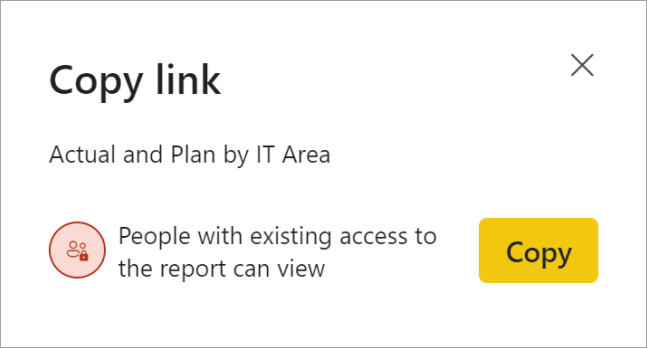 Copy link
Actual and Plan by IT Area
People with existing access to
the report can view
Copy